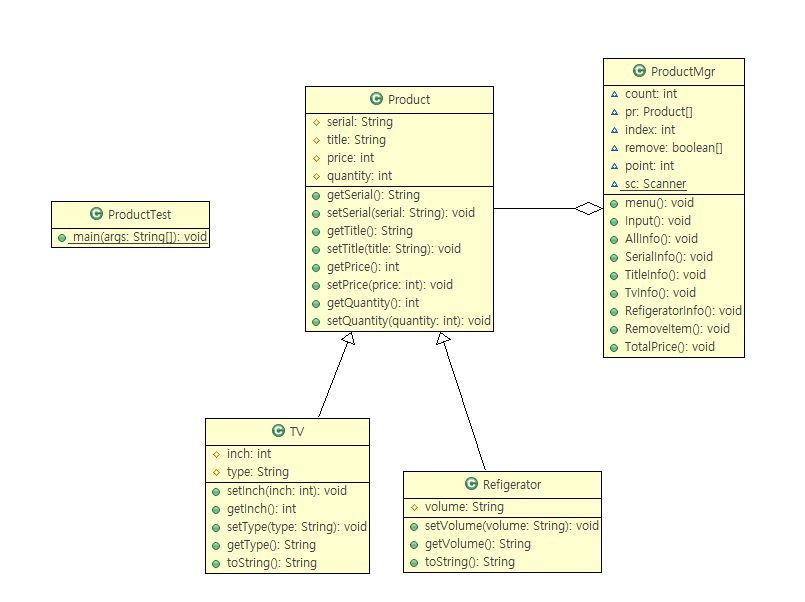 Product
serial: String
title: String
price: int
quantity: int
getSerial(): String
setSerial(serial: String): void
getTitle(): String
setTitle(title: String): void
getPrice(): int
setPrice(price: int): void
getQuantity(): int
setQuantity(quantity: int): void
ProductMgr
count: int
pr: Product[]
index: int
remove: boolean[]
point: int
sc: Scanner
menu(): void
Input(): void
AllInfo(): void
SerialInfo(): void
TitleInfo(): void
TvInfo(): void
RefigeratorInfo(): void
RemoveItem(): void
TotalPrice(): void
ProductTest
main(args: String[]): void
TV
inch: int
type: String
setInch(inch: int): void
getInch(): int
setType(type: String): void
getType(): String
toString(): String
Refigerator
volume: String
setVolume(volume: String): void
getVolume(): String
toString(): String